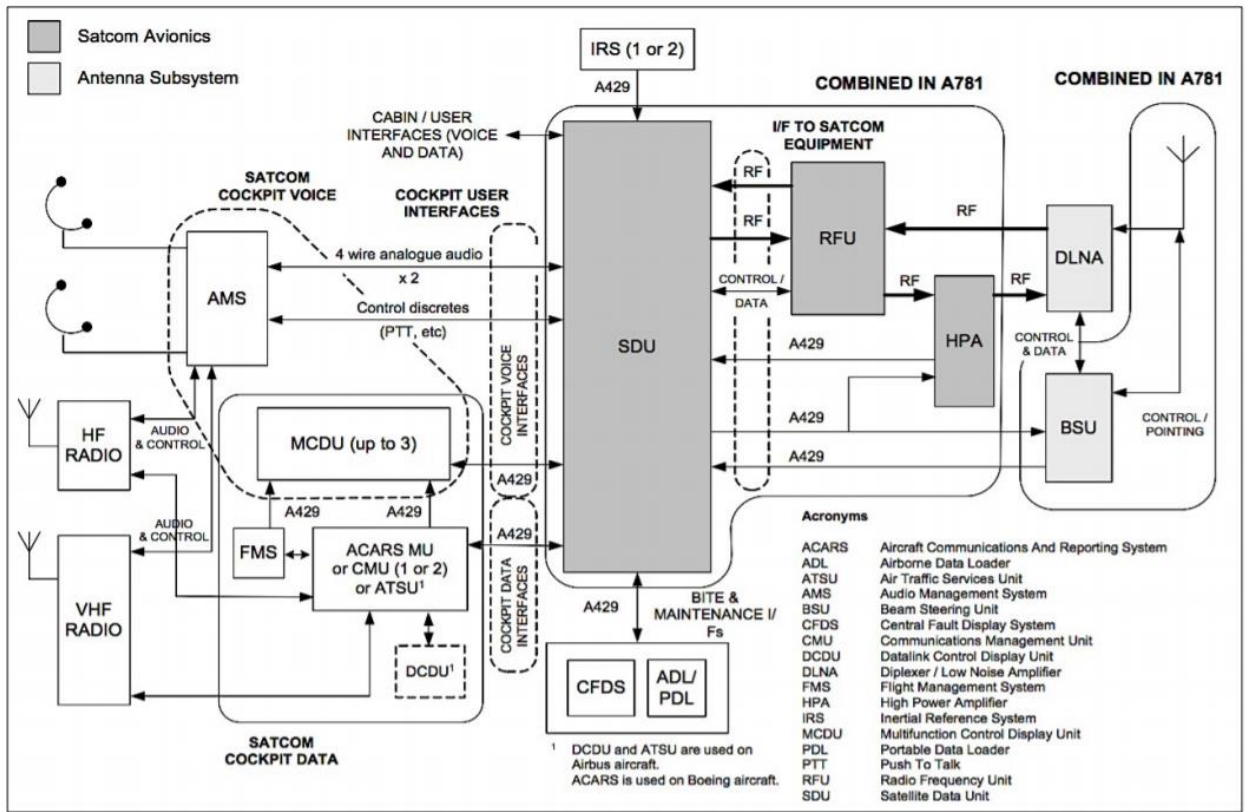 Satcom Avionics
Antenna Subsystem
IRS (1 or 2)
A429
COMBINED IN A781
COMBINED IN A781
CABIN / USER
INTERFACES (VOICE
AND DATA)
I/F TO SATCOM
EQUIPMENT
SATCOM
COCKPIT VOICE
COCKPIT USER
INTERFACES
RF
RF
RF
RFU
DLNA
AMS
4 wire analogue audio
x 2
Control discretes
(PTT, etc)
CONTROL /
DATA
RF
RF
SDU
HPA
A429
CONTROL
& DATA
COCKPIT VOICE
INTERFACES
HF
RADIO
AUDIO
& CONTROL
MCDU (up to 3)
A429
A429
A429
BSU
CONTROL /
POINTING
A429
A429
AUDIO
& CONTROL
FMS
ACARS MU
or CMU (1 or 2)
or ATSU¹
A429
COCKPIT DATA
INTERFACES
VHF
RADIO
DCDU¹
A429
BITE &
MAINTENANCE I/
Fs
CFDS
ADL/
PDL
SATCOM
COCKPIT DATA
¹ DCDU and ATSU are used on
Airbus aircraft.
ACARS is used on Boeing aircraft.
Acronyms
ACARS Aircraft Communications And Reporting System
ADL Airborne Data Loader
ATSU Air Traffic Services Unit
AMS Audio Management System
BSU Beam Steering Unit
CFDS Central Fault Display System
CMU Communications Management Unit
DCDU Datalink Control Display Unit
DLNA Diplexer / Low Noise Amplifier
FMS Flight Management System
HPA High Power Amplifier
IRS Inertial Reference System
MCDU Multifunction Control Display Unit
PDL Portable Data Loader
PTT Push To Talk
RFU Radio Frequency Unit
SDU Satellite Data Unit